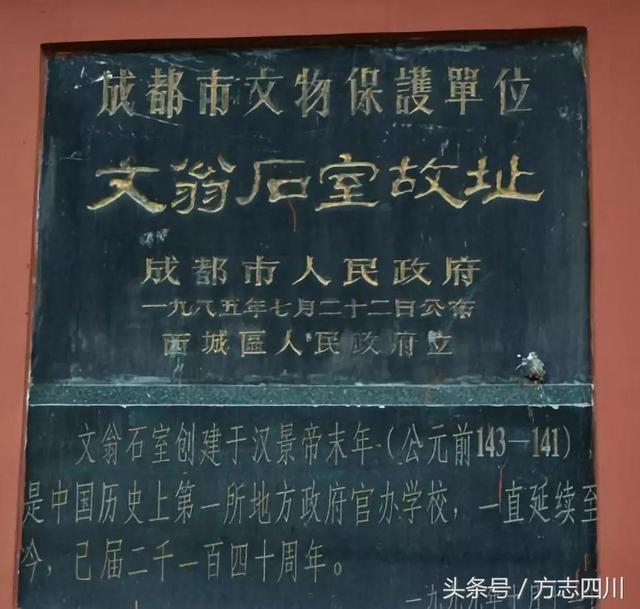 成都市文物保護單位
文翁石室故址
成都市人民政府
一九八五年七月二十二日公布
西城區人民政府立
文翁石室创建于汉景帝末年(公元前143—141),
是中国历史上第一所地方政府官办学校,一直延续至
今,已届二千一百四十周年。
头条号/方志四川